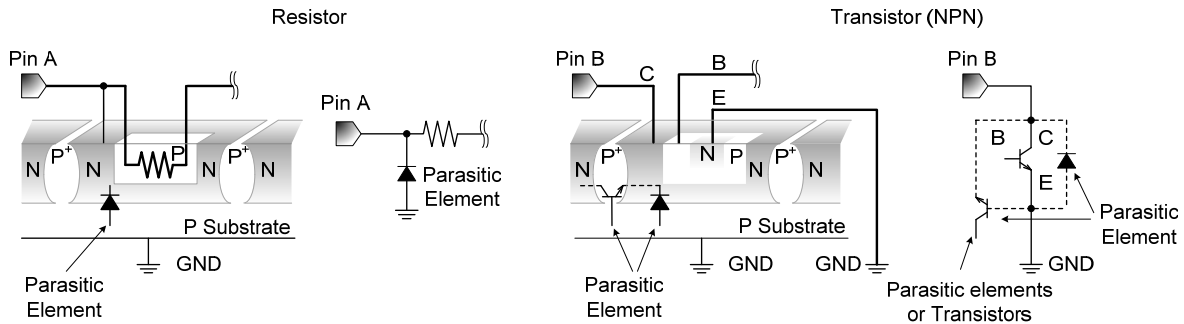 Resistor
Transistor (NPN)
Pin A
N
P+
N
P
N
P+
N
Parasitic
Element
P Substrate
GND
Pin A
Parasitic
Element
Pin B
C
B
E
N
P+
N
N
P
N
P+
N
P Substrate
GND
GND
Parasitic
Element
Pin B
B
C
E
Parasitic
Element
GND
Parasitic elements
or Transistors